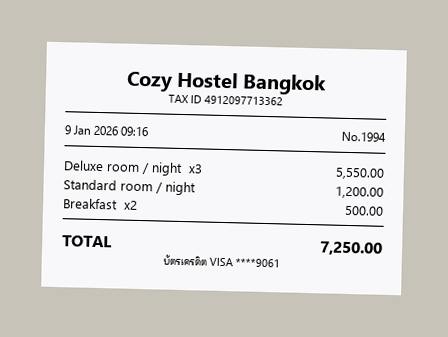 Cozy Hostel Bangkok
TAX ID 4912097713362
9 Jan 2026 09:16 No.1994
Deluxe room / night x3 5,550.00
Standard room / night 1,200.00
Breakfast x2 500.00
TOTAL 7,250.00
บัตรเครดิต VISA ****9061